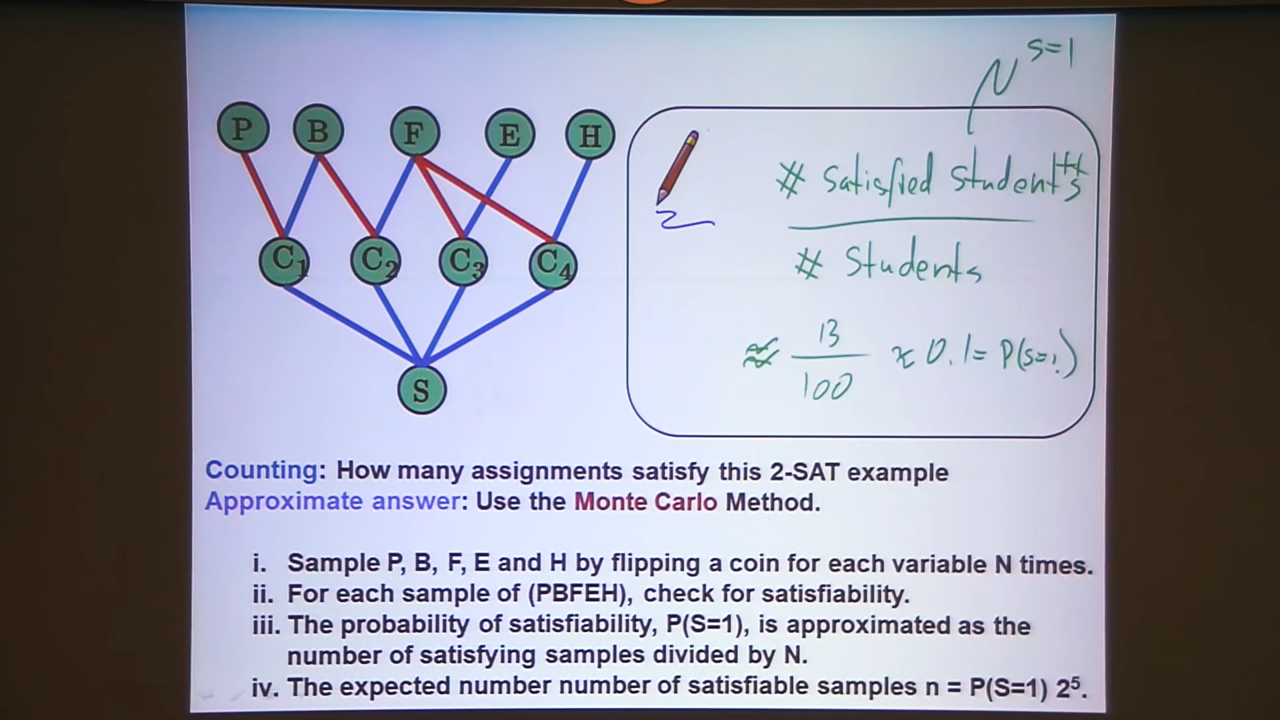 N^{s=1}
P B F E H
# Satisfied students
# Students
C₁ C₂ C₃ C₄
≈ 13/100 ≈ 0.1 = P(s=1)
S
Counting: How many assignments satisfy this 2-SAT example
Approximate answer: Use the Monte Carlo Method.
i. Sample P, B, F, E and H by flipping a coin for each variable N times.
ii. For each sample of (PBFEH), check for satisfiability.
iii. The probability of satisfiability, P(S=1), is approximated as the
number of satisfying samples divided by N.
iv. The expected number number of satisfiable samples n = P(S=1) 2⁵.